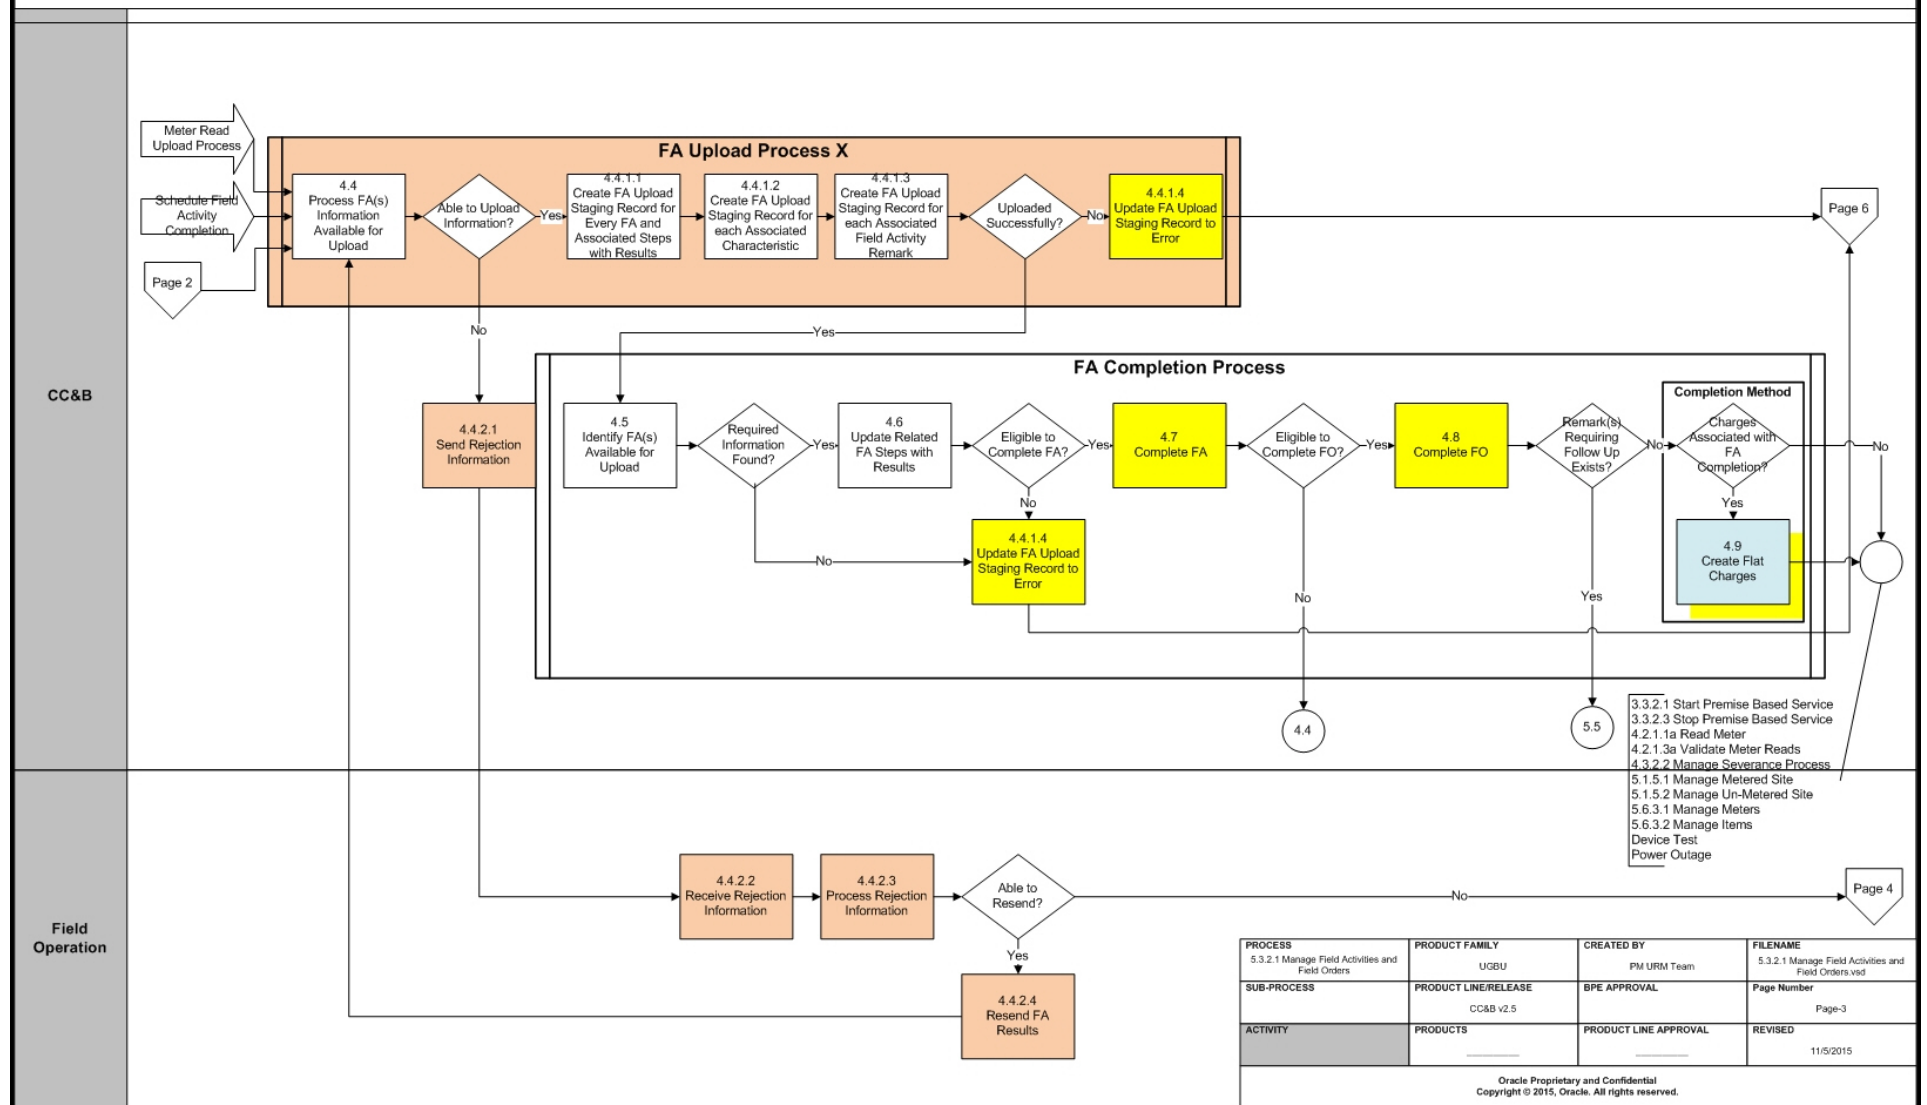 CC&B
Meter Read
Upload Process
Schedule Field
Activity
Completion
Page 2
FA Upload Process X
4.4
Process FA(s)
Information
Available for
Upload
Able to Upload
Information?
Yes
No
4.4.1.1
Create FA Upload
Staging Record for
Every FA and
Associated Steps
with Results
4.4.1.2
Create FA Upload
Staging Record for
each Associated
Characteristic
4.4.1.3
Create FA Upload
Staging Record for
each Associated
Field Activity
Remark
Uploaded
Successfully?
No
Yes
4.4.1.4
Update FA Upload
Staging Record to
Error
Page 6
4.4.2.1
Send Rejection
Information
FA Completion Process
4.5
Identify FA(s)
Available for
Upload
Required
Information
Found?
Yes
No
4.6
Update Related
FA Steps with
Results
Eligible to
Complete FA?
Yes
No
4.4.1.4
Update FA Upload
Staging Record to
Error
4.7
Complete FA
Eligible to
Complete FO?
Yes
No
4.4
4.8
Complete FO
Remark(s)
Requiring
Follow Up
Exists?
No
Yes
5.5
Completion Method
Charges
Associated with
FA
Completion?
No
Yes
4.9
Create Flat
Charges
3.3.2.1 Start Premise Based Service
3.3.2.3 Stop Premise Based Service
4.2.1.1a Read Meter
4.2.1.3a Validate Meter Reads
4.3.2.2 Manage Severance Process
5.1.5.1 Manage Metered Site
5.1.5.2 Manage Un-Metered Site
5.6.3.1 Manage Meters
5.6.3.2 Manage Items
Device Test
Power Outage
Field
Operation
4.4.2.2
Receive Rejection
Information
4.4.2.3
Process Rejection
Information
Able to
Resend?
No
Page 4
Yes
4.4.2.4
Resend FA
Results
PROCESS
5.3.2.1 Manage Field Activities and
Field Orders
PRODUCT FAMILY
UGBU
CREATED BY
PM URM Team
FILENAME
5.3.2.1 Manage Field Activities and
Field Orders.vsd
SUB-PROCESS
PRODUCT LINE/RELEASE
CC&B v2.5
BPE APPROVAL
Page Number
Page-3
ACTIVITY
PRODUCTS
PRODUCT LINE APPROVAL
REVISED
11/5/2015
Oracle Proprietary and Confidential
Copyright © 2015, Oracle. All rights reserved.